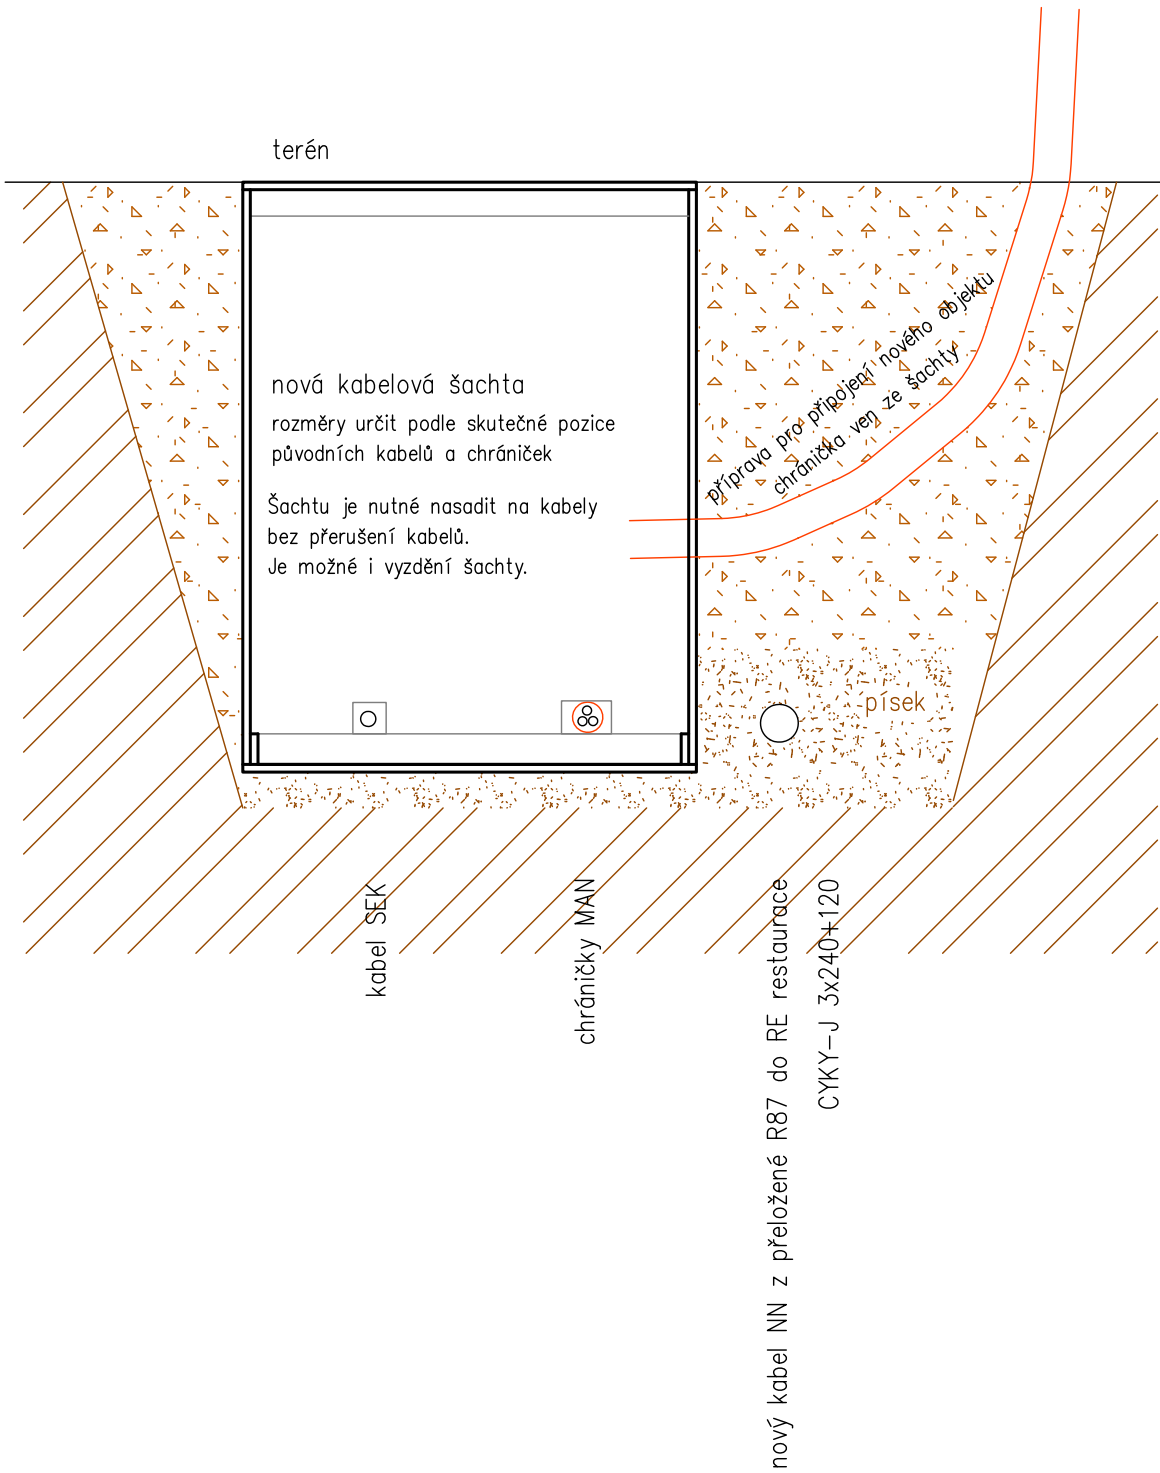 terén
nová kabelová šachta
rozměry určit podle skutečné pozice
původních kabelů a chrániček
Šachtu je nutné nasadit na kabely
bez přerušení kabelů.
Je možné i vyzdění šachty.
příprava pro připojení nového objektu
chránička ven ze šachty
písek
kabel SEK
chráničky MAN
nový kabel NN z přeložené R87 do RE restaurace
CYKY-J 3x240+120